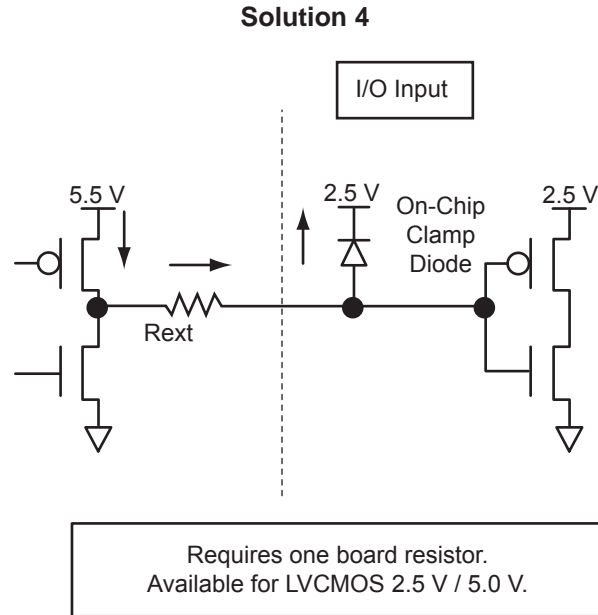 Solution 4
I/O Input
5.5 V
2.5 V
On-Chip
Clamp
Diode
2.5 V
Rext
Requires one board resistor.
Available for LVCMOS 2.5 V / 5.0 V.